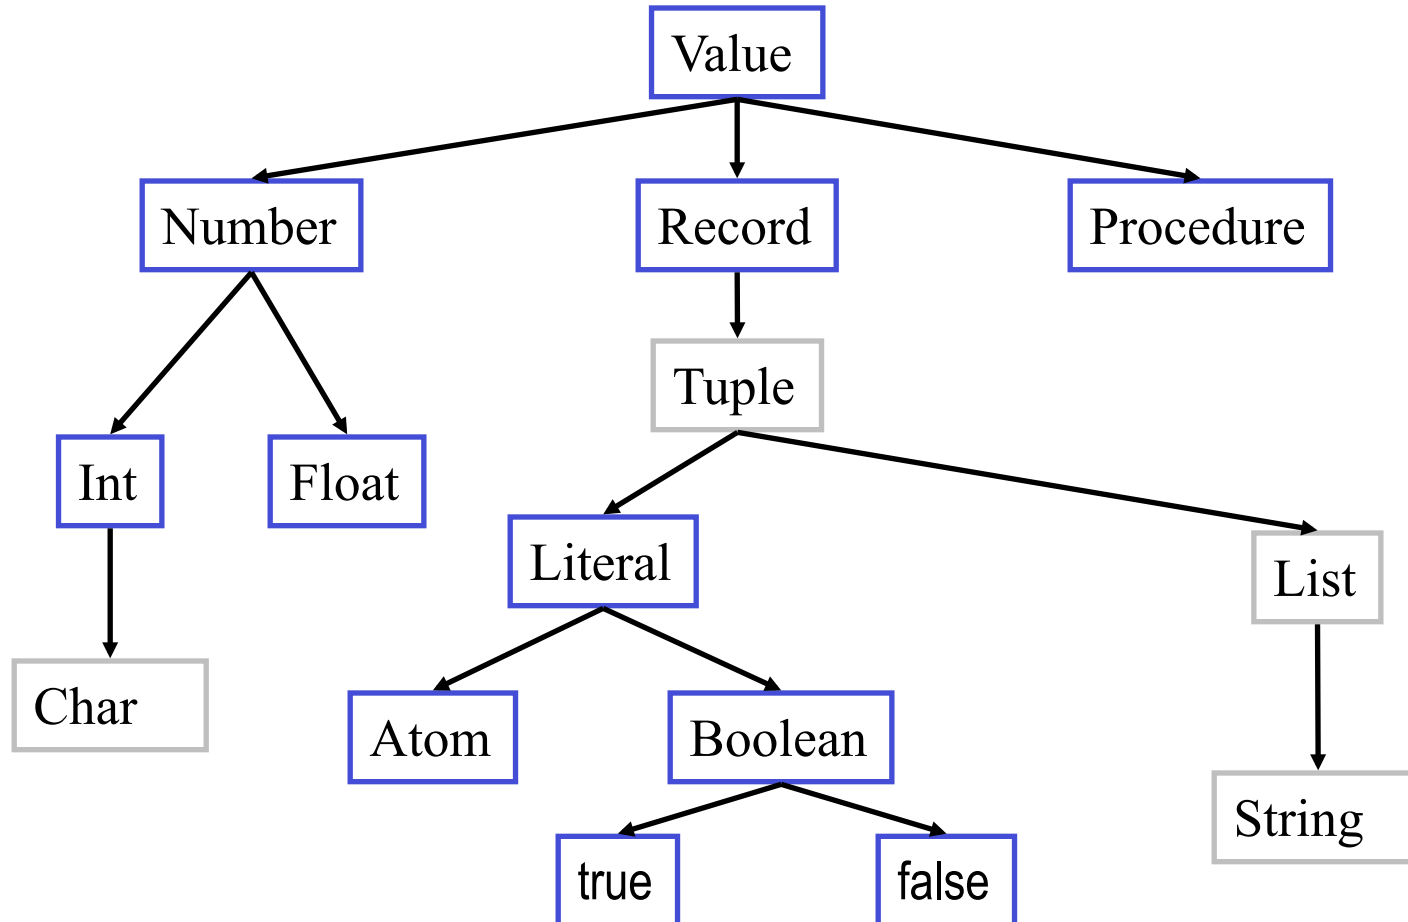 Value
Number
Record
Procedure
Tuple
Int
Float
Literal
List
Char
Atom
Boolean
String
true
false